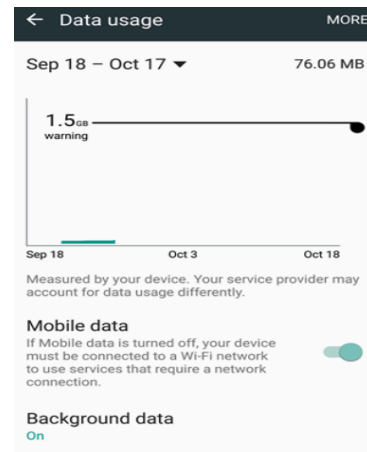 ← Data usage MORE
Sep 18 – Oct 17 76.06 MB
1.5GB
warning
Sep 18 Oct 3 Oct 18
Measured by your device. Your service provider may
account for data usage differently.
Mobile data
If Mobile data is turned off, your device
must be connected to a Wi-Fi network
to use services that require a network
connection.
Background data
On